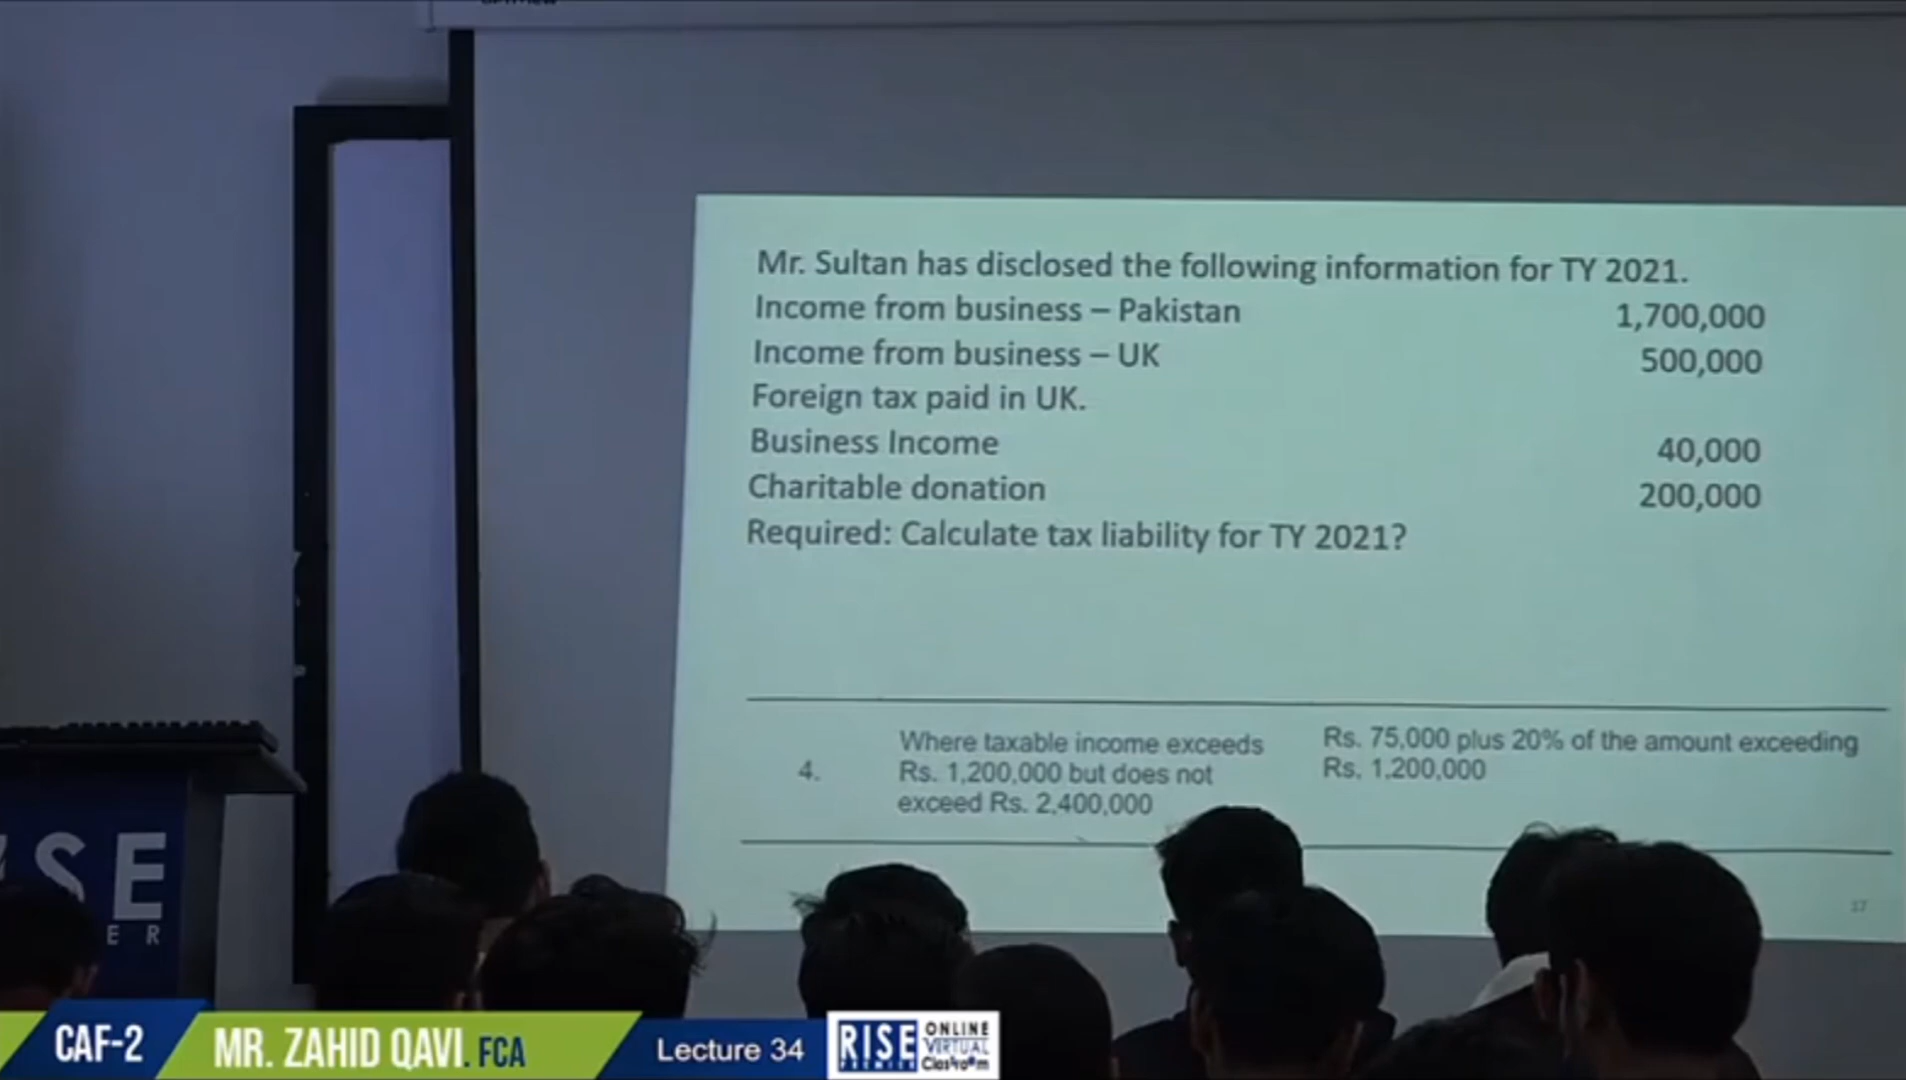 Mr. Sultan has disclosed the following information for TY 2021.
Income from business – Pakistan 1,700,000
Income from business – UK 500,000
Foreign tax paid in UK.
Business Income 40,000
Charitable donation 200,000
Required: Calculate tax liability for TY 2021?
4. Where taxable income exceeds Rs. 1,200,000 but does not exceed Rs. 2,400,000
Rs. 75,000 plus 20% of the amount exceeding Rs. 1,200,000
17
SE
ER
CAF-2
MR. ZAHID QAVI. FCA
Lecture 34
RISE
PREMIER
ONLINE
VIRTUAL
Classroom